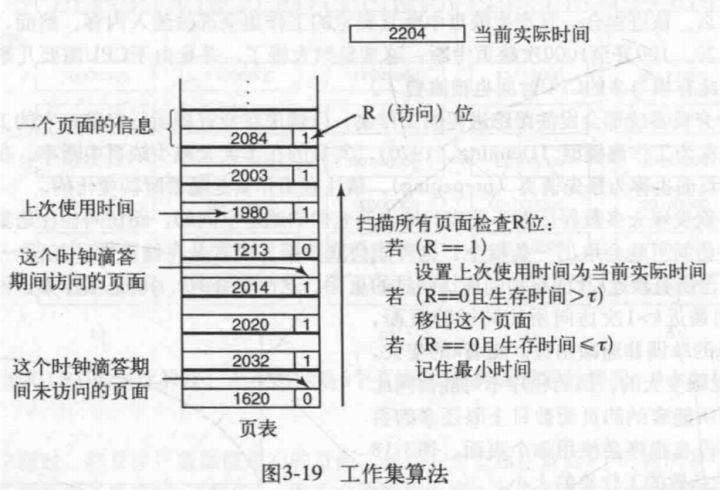 2204 当前实际时间
一个页面的信息
R(访问)位
2084 1
2003 1
上次使用时间
1980 1
1213 0
这个时钟滴答
期间访问的页面
2014 1
2020 1
2032 1
这个时钟滴答期
间未访问的页面
1620 0
页表
扫描所有页面检查R位:
若(R==1)
设置上次使用时间为当前实际时间
若(R==0且生存时间>τ)
移出这个页面
若(R==0且生存时间≤τ)
记住最小时间
图3-19 工作集算法